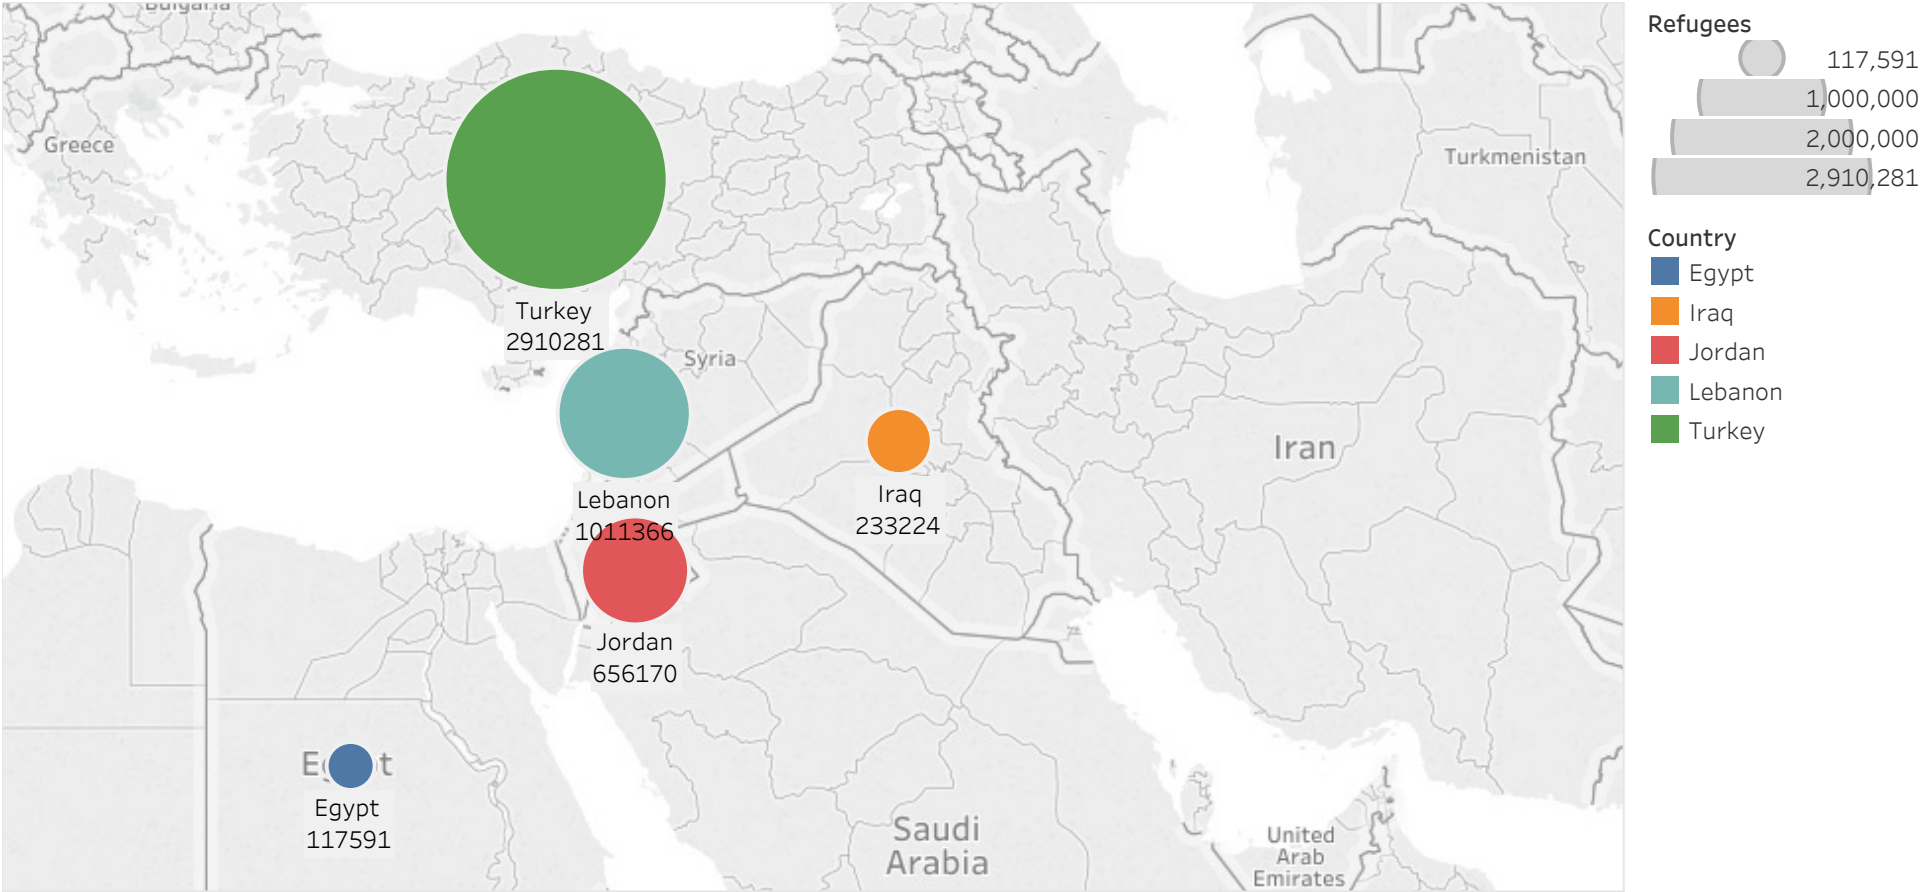 Bulgaria
Greece
Turkey
2910281
Syria
Turkmenistan
Lebanon
1011366
Iraq
233224
Iran
Jordan
656170
Egypt
117591
Saudi
Arabia
United
Arab
Emirates
Refugees
117,591
1,000,000
2,000,000
2,910,281
Country
Egypt
Iraq
Jordan
Lebanon
Turkey